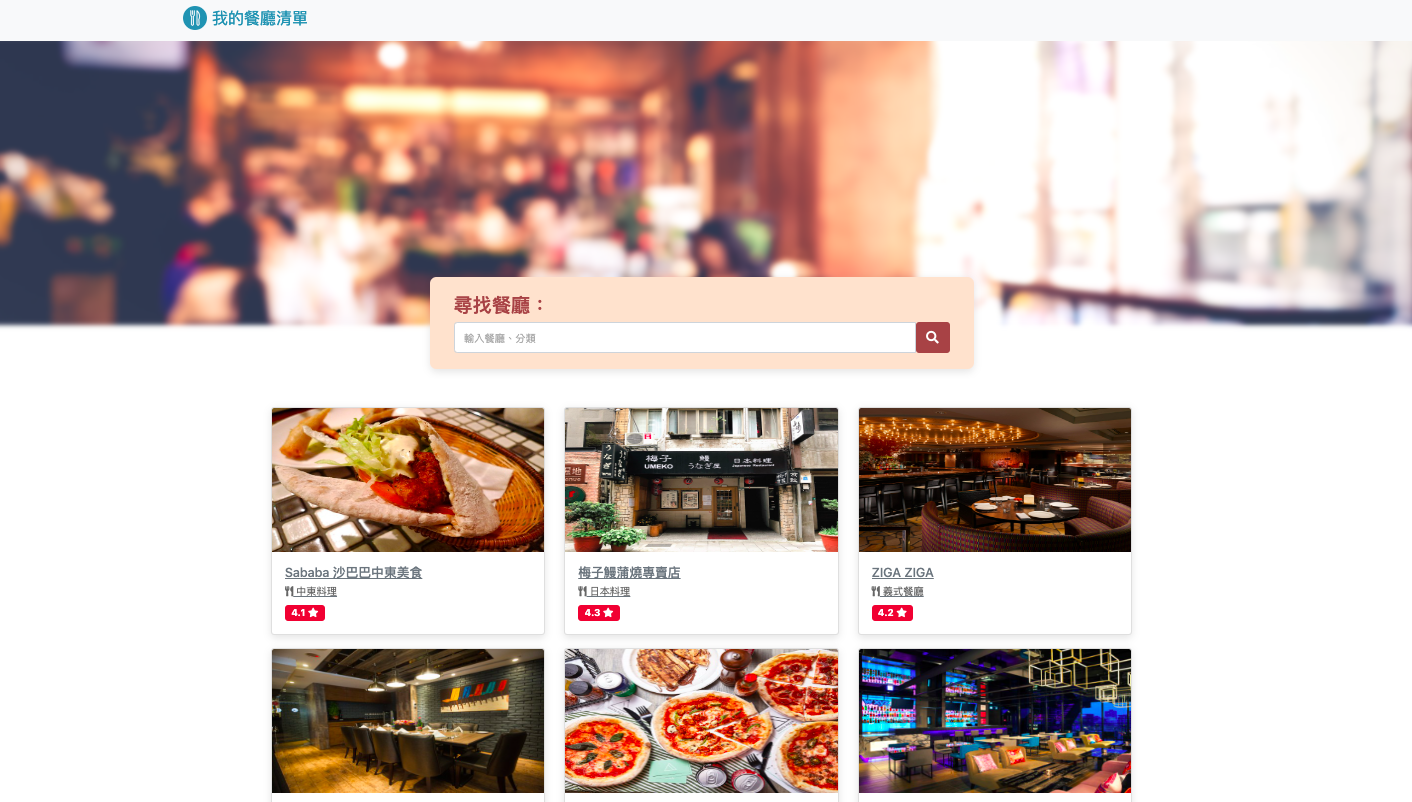 我的餐廳清單
尋找餐廳：
輸入餐廳、分類
梅子 鰻 日本料理
UMEKO うなぎ屋 Japanese Restaurant
うなぎ
Sababa 沙巴巴中東美食
中東料理
4.1
梅子鰻蒲燒專賣店
日本料理
4.3
ZIGA ZIGA
義式餐廳
4.2